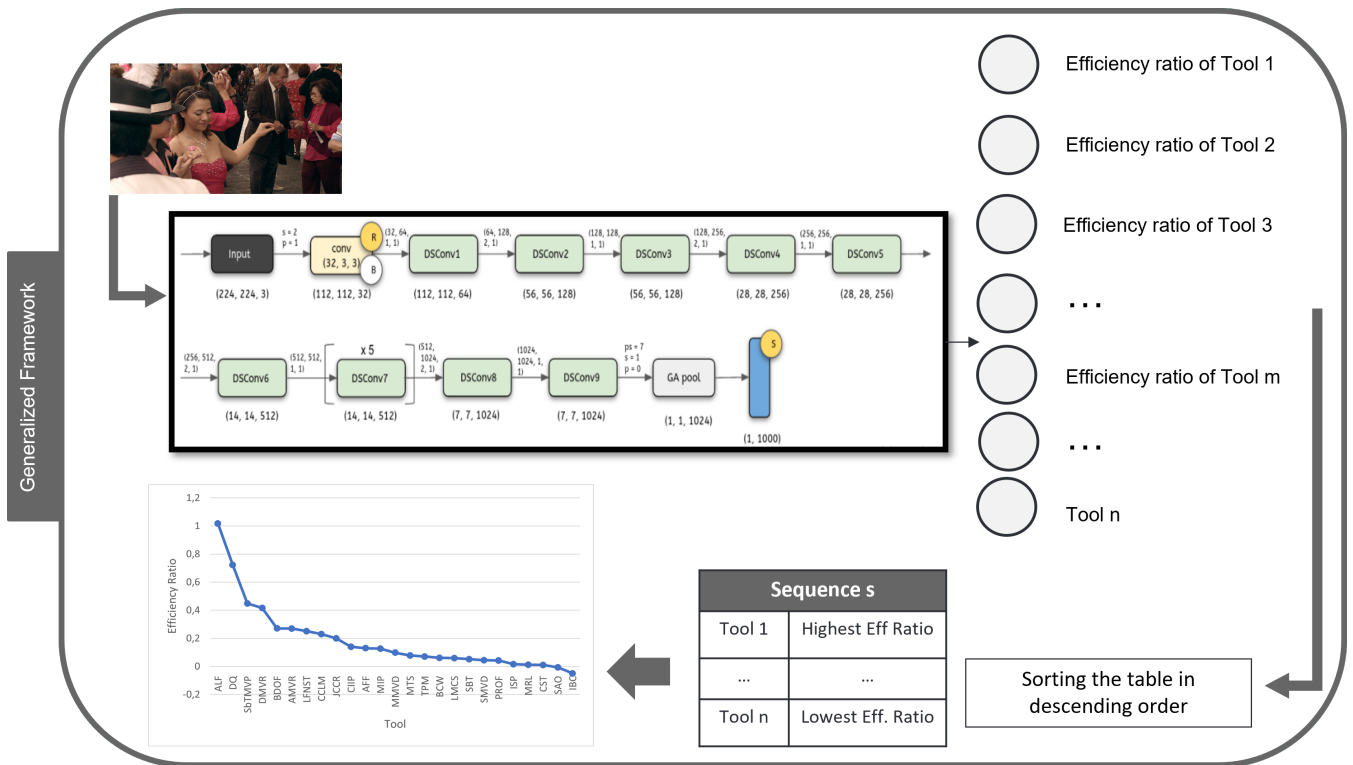 Generalized Framework
Efficiency ratio of Tool 1
Efficiency ratio of Tool 2
Efficiency ratio of Tool 3
...
Efficiency ratio of Tool m
...
Tool n
Input
(224, 224, 3)
s = 2
p = 1
conv
(32, 3, 3)
R
B
(112, 112, 32)
(32, 64,
1, 1)
DSConv1
(112, 112, 64)
(64, 128,
2, 1)
DSConv2
(56, 56, 128)
(128, 128,
1, 1)
DSConv3
(56, 56, 128)
(128, 256,
2, 1)
DSConv4
(28, 28, 256)
(256, 256,
1, 1)
DSConv5
(28, 28, 256)
(256, 512,
2, 1)
DSConv6
(14, 14, 512)
(512, 512,
1, 1)
x 5
DSConv7
(14, 14, 512)
(512,
1024,
2, 1)
DSConv8
(7, 7, 1024)
(1024,
1024, 1,
1)
DSConv9
(7, 7, 1024)
ps = 7
s = 1
p = 0
GA pool
(1, 1, 1024)
S
(1, 1000)
1,2
1
0,8
0,6
0,4
0,2
0
-0,2
Efficiency Ratio
ALF
DQ
SbTMVP
DMVR
BDOF
AMVR
LFNST
CCLM
JCCR
CIIP
AFF
MIP
MMVD
MTS
TPM
BCW
LMCS
SBT
SMVD
PROF
ISP
MRL
CST
SAO
IBC
Tool
Sequence s
Tool 1 Highest Eff Ratio
... ...
Tool n Lowest Eff. Ratio
Sorting the table in
descending order